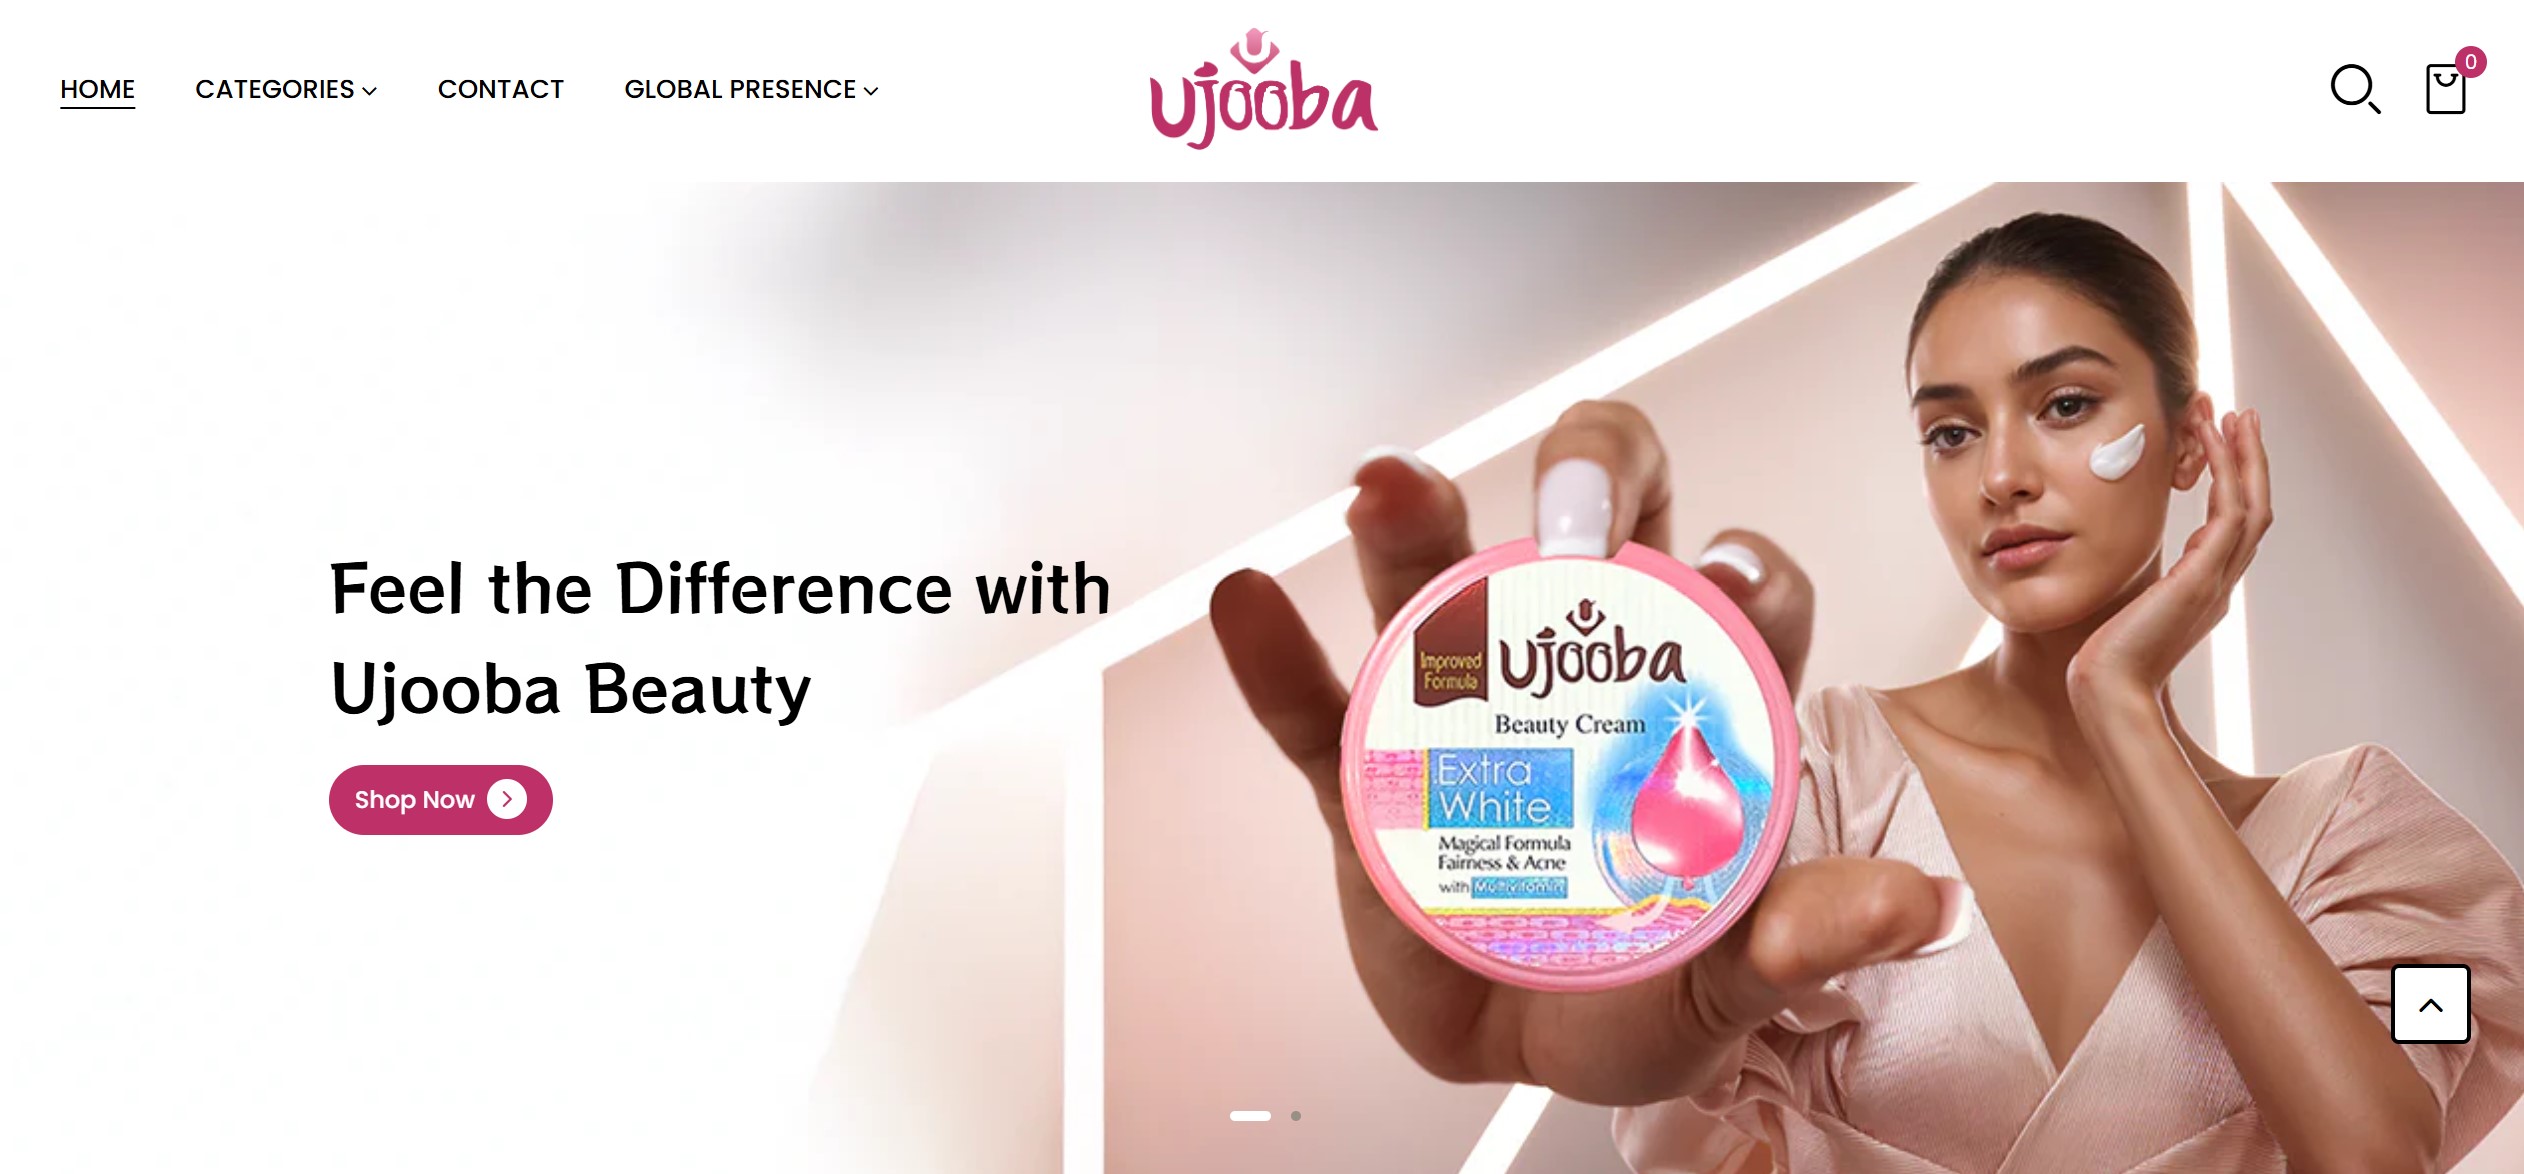 HOME
CATEGORIES
CONTACT
GLOBAL PRESENCE
ujooba
0
Feel the Difference with
Ujooba Beauty
Shop Now
Improved
Formula
ujooba
Beauty Cream
Extra
White
Magical Formula
Fairness & Acne
with Multivitamin